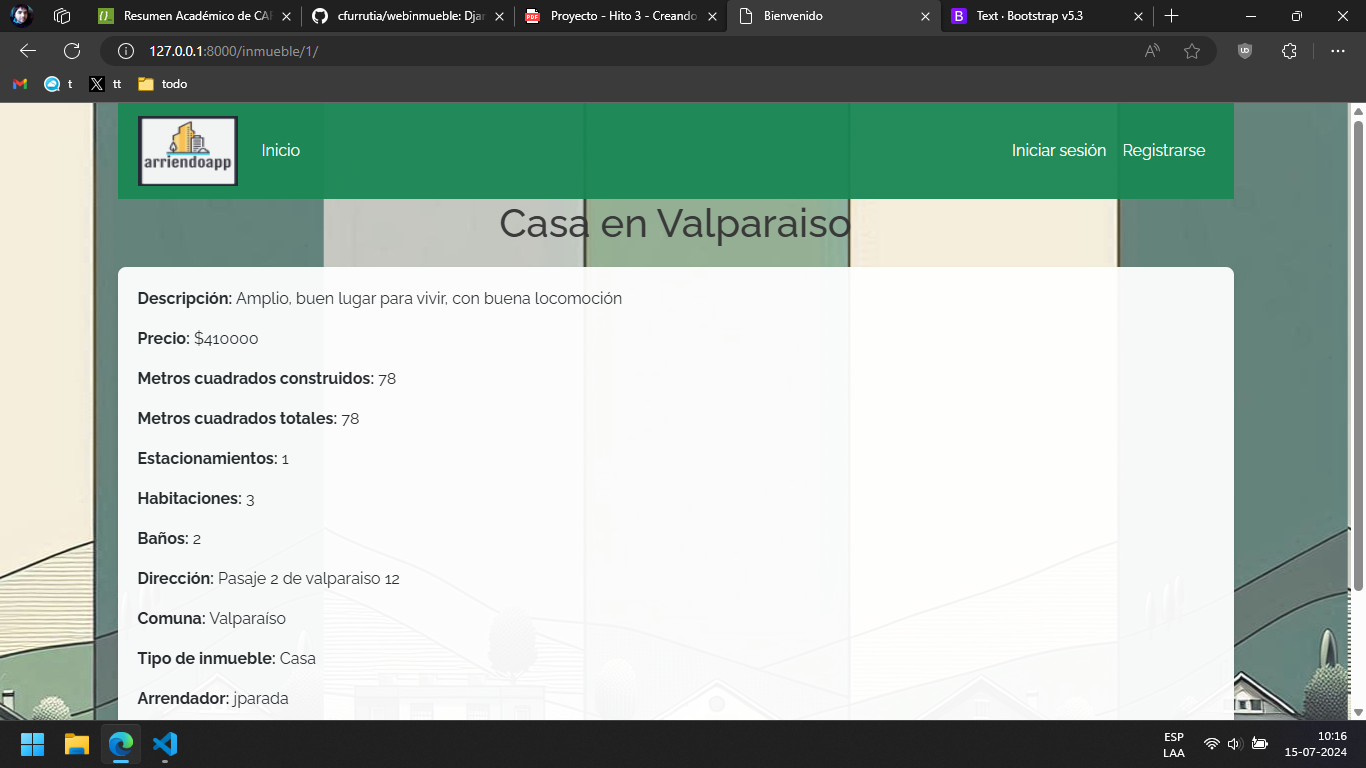 Resumen Académico de CAR
cfurrutia/webinmueble: Djan
Proyecto - Hito 3 - Creando
Bienvenido
Text · Bootstrap v5.3
127.0.0.1:8000/inmueble/1/
t
tt
todo
arriendoapp
Inicio
Iniciar sesión
Registrarse
Casa en Valparaiso
Descripción: Amplio, buen lugar para vivir, con buena locomoción
Precio: $410000
Metros cuadrados construidos: 78
Metros cuadrados totales: 78
Estacionamientos: 1
Habitaciones: 3
Baños: 2
Dirección: Pasaje 2 de valparaiso 12
Comuna: Valparaíso
Tipo de inmueble: Casa
Arrendador: jparada
ESP
LAA
10:16
15-07-2024